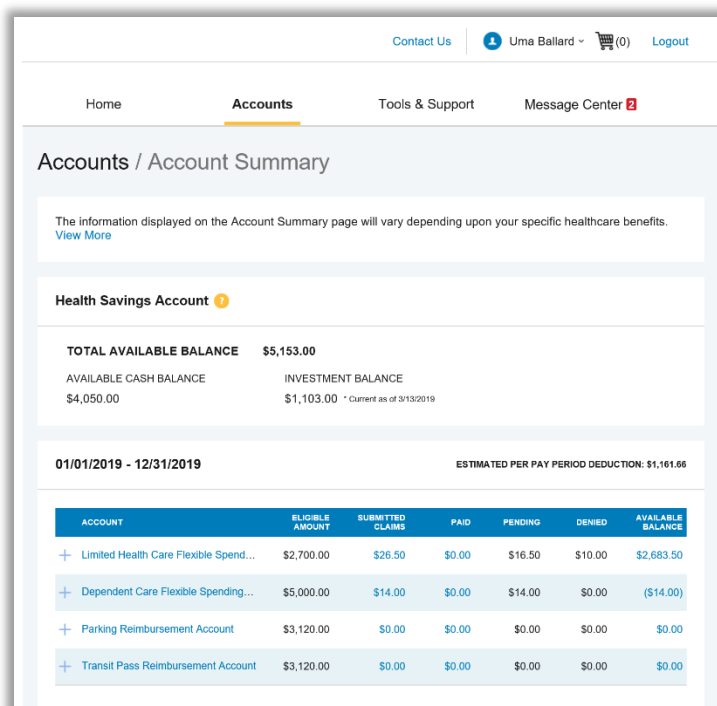 Contact Us
Uma Ballard
(0)
Logout
Home
Accounts
Tools & Support
Message Center 2
Accounts / Account Summary
The information displayed on the Account Summary page will vary depending upon your specific healthcare benefits.
View More
Health Savings Account ?
TOTAL AVAILABLE BALANCE $5,153.00
AVAILABLE CASH BALANCE INVESTMENT BALANCE
$4,050.00 $1,103.00 * Current as of 3/13/2019
01/01/2019 - 12/31/2019 ESTIMATED PER PAY PERIOD DEDUCTION: $1,161.66
ACCOUNT ELIGIBLE AMOUNT SUBMITTED CLAIMS PAID PENDING DENIED AVAILABLE BALANCE
+ Limited Health Care Flexible Spend... $2,700.00 $26.50 $0.00 $16.50 $10.00 $2,683.50
+ Dependent Care Flexible Spending... $5,000.00 $14.00 $0.00 $14.00 $0.00 ($14.00)
+ Parking Reimbursement Account $3,120.00 $0.00 $0.00 $0.00 $0.00 $0.00
+ Transit Pass Reimbursement Account $3,120.00 $0.00 $0.00 $0.00 $0.00 $0.00